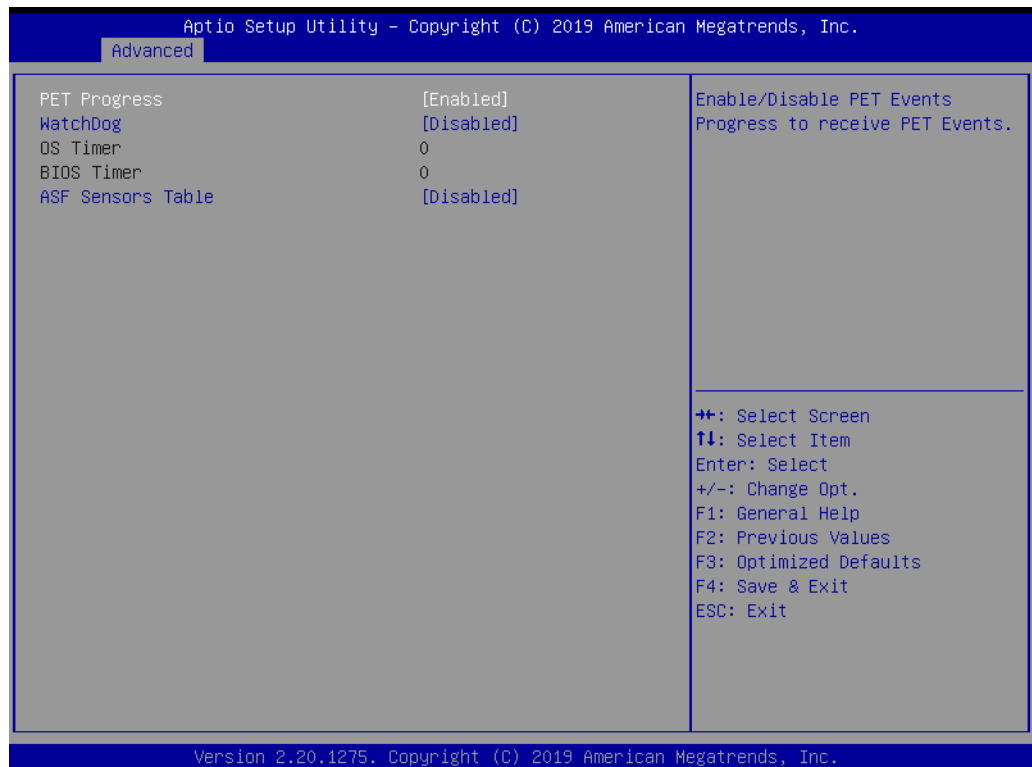 Aptio Setup Utility – Copyright (C) 2019 American Megatrends, Inc.
Advanced
PET Progress [Enabled]
WatchDog [Disabled]
OS Timer 0
BIOS Timer 0
ASF Sensors Table [Disabled]
Enable/Disable PET Events
Progress to receive PET Events.
→←: Select Screen
↑↓: Select Item
Enter: Select
+/-: Change Opt.
F1: General Help
F2: Previous Values
F3: Optimized Defaults
F4: Save & Exit
ESC: Exit
Version 2.20.1275. Copyright (C) 2019 American Megatrends, Inc.